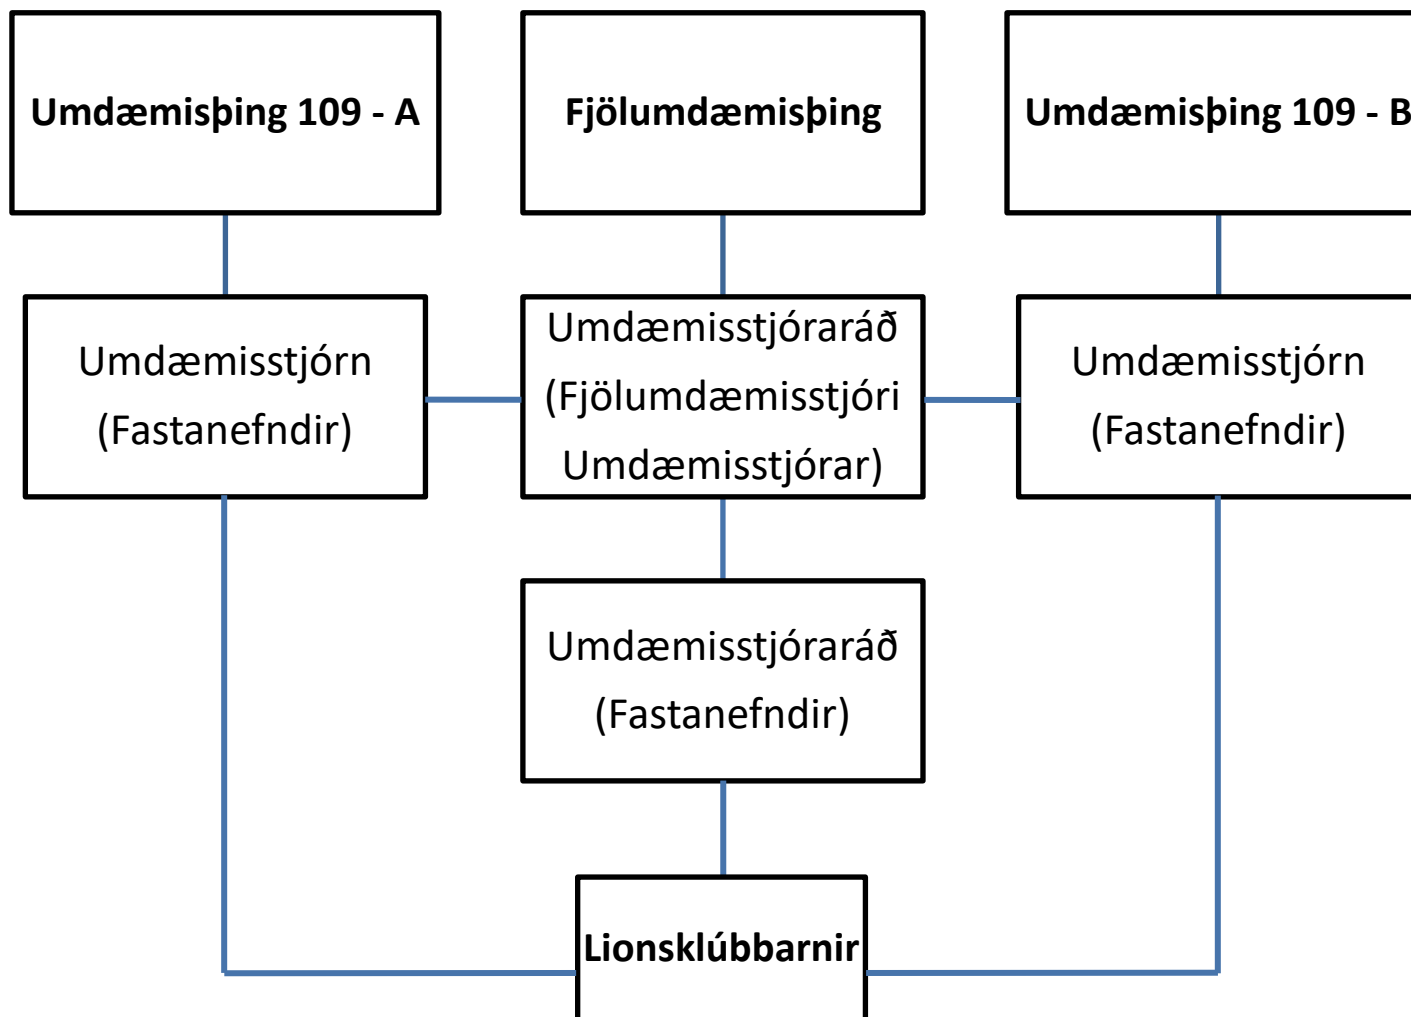 Umdæmisþing 109 - A
Fjölumdæmisþing
Umdæmisþing 109 - B
Umdæmisstjórn
(Fastanefndir)
Umdæmisstjóraráð
(Fjölumdæmisstjóri
Umdæmisstjórar)
Umdæmisstjórn
(Fastanefndir)
Umdæmisstjóraráð
(Fastanefndir)
Lionsklúbbarnir